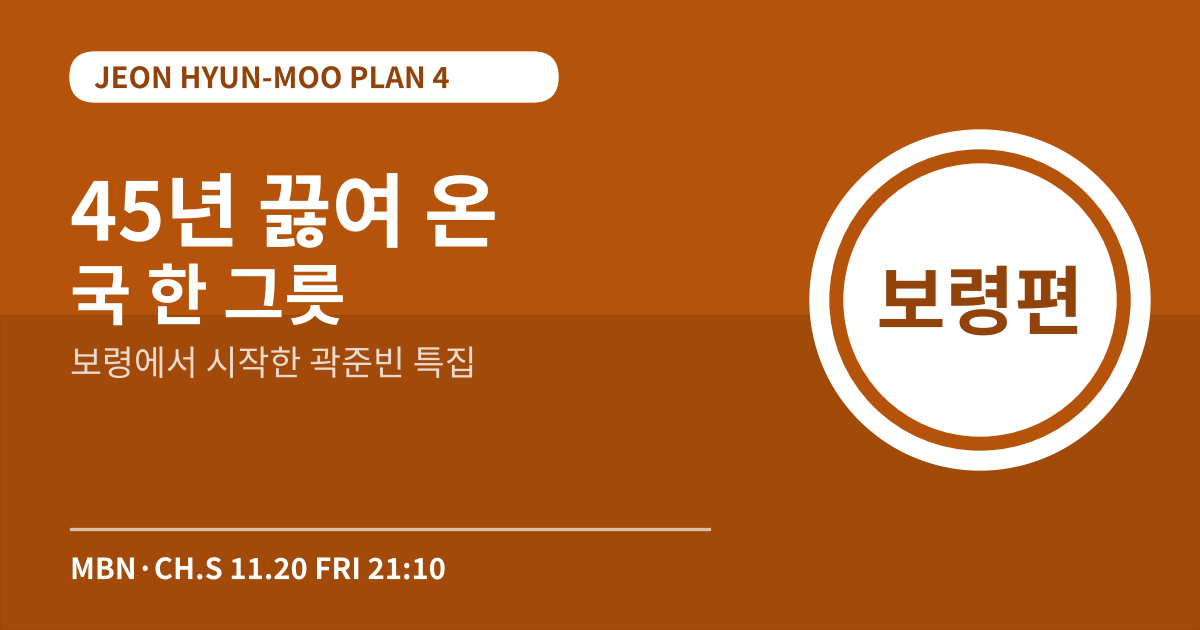 JEON HYUN-MOO PLAN 4
45년 끓여 온
국 한 그릇
보령에서 시작한 곽준빈 특집
보령편
MBN·CH.S 11.20 FRI 21:10